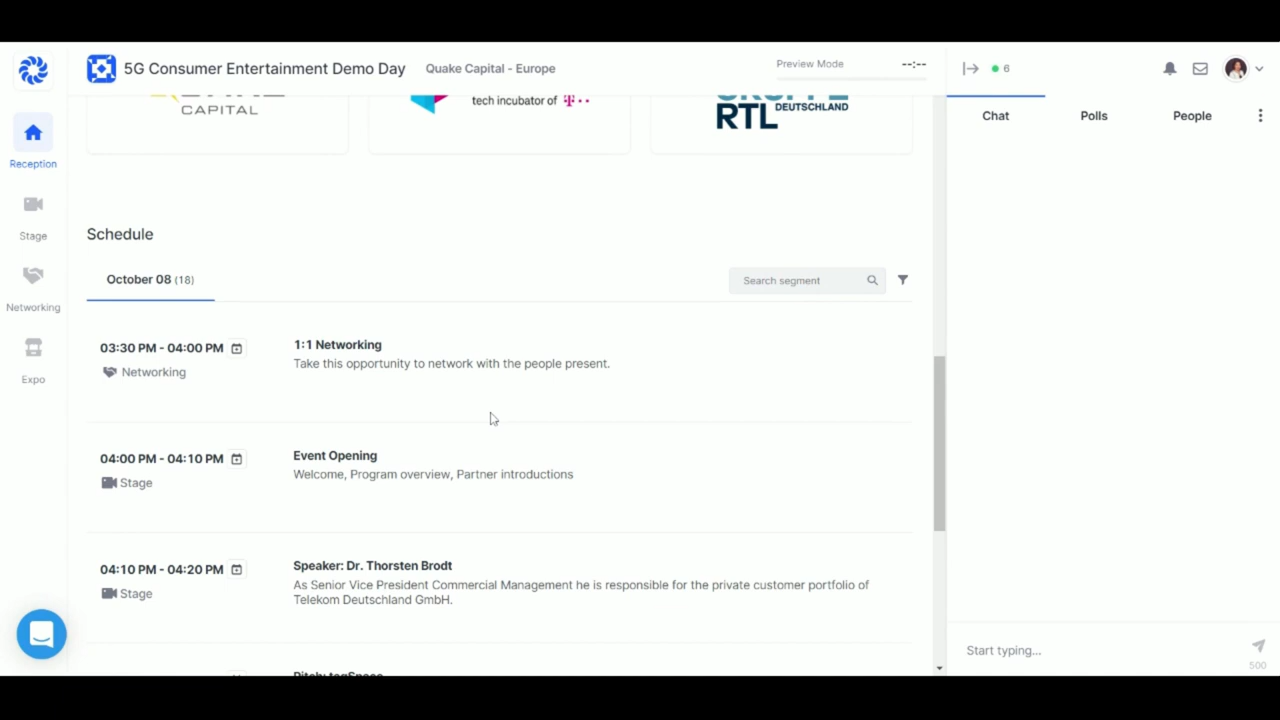 5G Consumer Entertainment Demo Day
Quake Capital - Europe
Preview Mode
--:--
6
CAPITAL
tech incubator of T··
RTL
DEUTSCHLAND
Chat
Polls
People
Reception
Stage
Networking
Expo
Schedule
October 08 (18)
Search segment
03:30 PM - 04:00 PM
Networking
1:1 Networking
Take this opportunity to network with the people present.
04:00 PM - 04:10 PM
Stage
Event Opening
Welcome, Program overview, Partner introductions
04:10 PM - 04:20 PM
Stage
Speaker: Dr. Thorsten Brodt
As Senior Vice President Commercial Management he is responsible for the private customer portfolio of
Telekom Deutschland GmbH.
Pitch: tagSpace
Start typing...
500